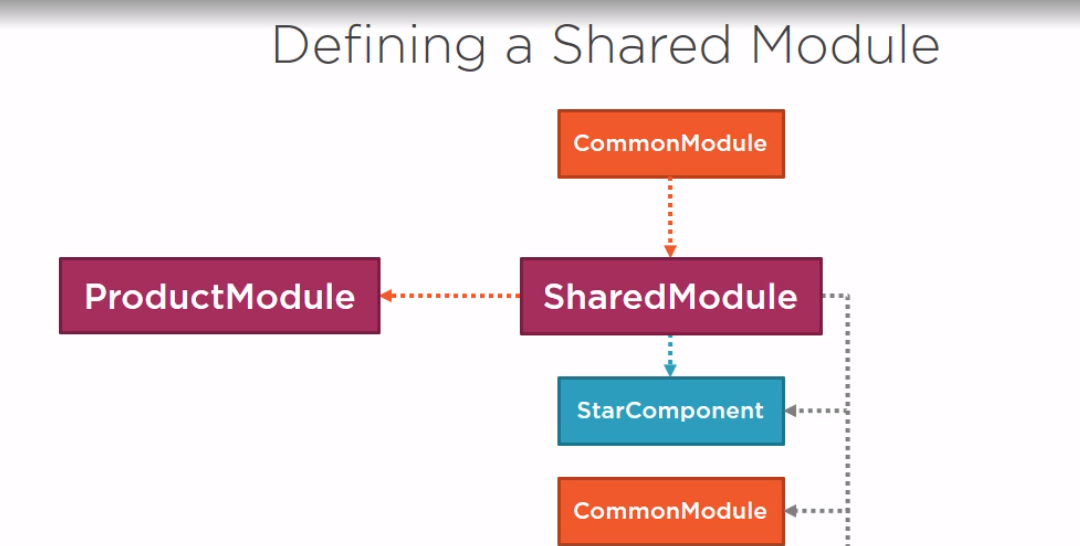 Defining a Shared Module
CommonModule
ProductModule
SharedModule
StarComponent
CommonModule